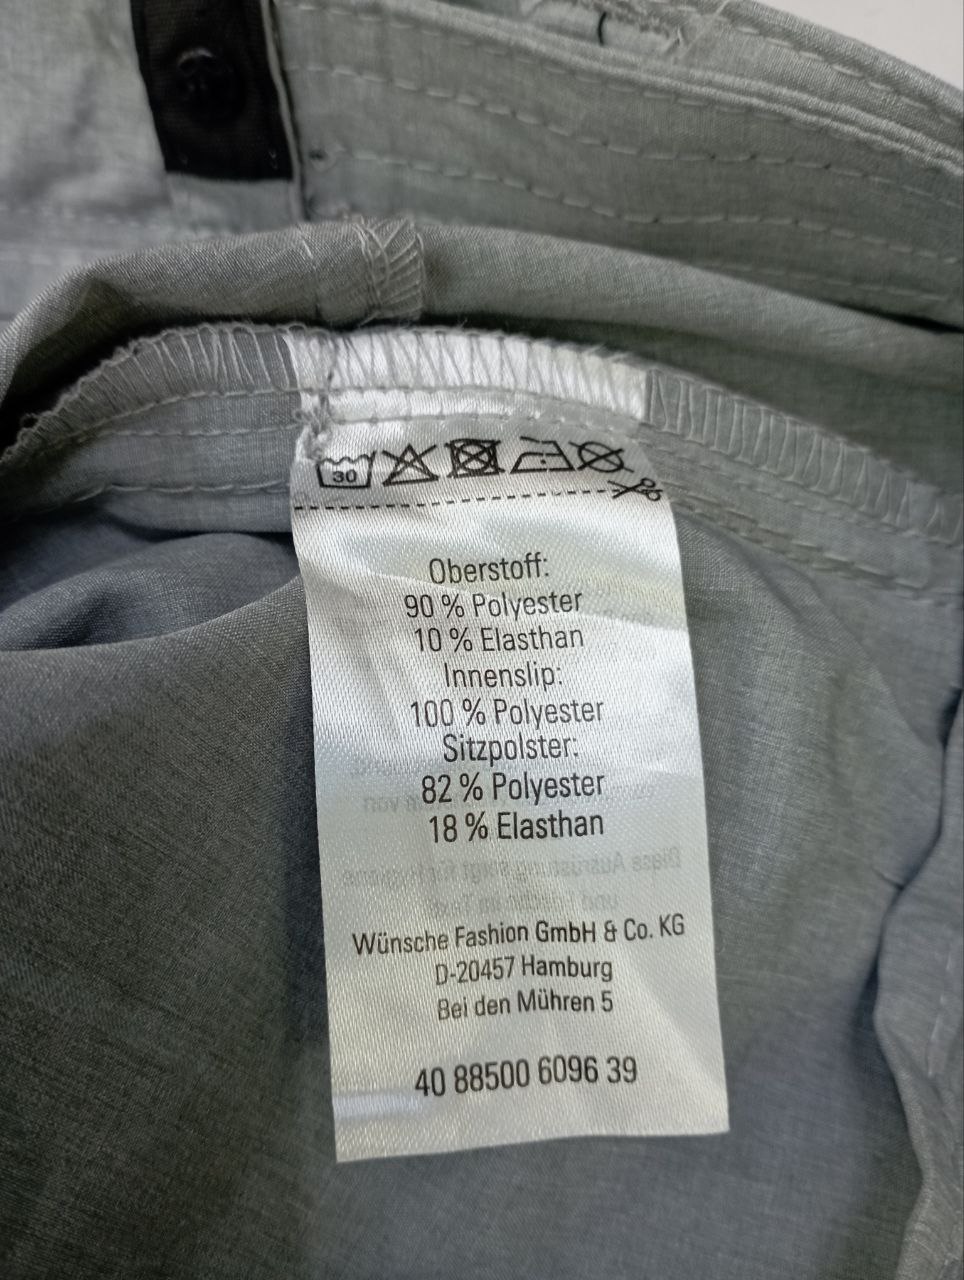 30
Oberstoff:
90 % Polyester
10 % Elasthan
Innenslip:
100 % Polyester
Sitzpolster:
82 % Polyester
18 % Elasthan
Wünsche Fashion GmbH & Co. KG
D-20457 Hamburg
Bei den Mühren 5
40 88500 6096 39